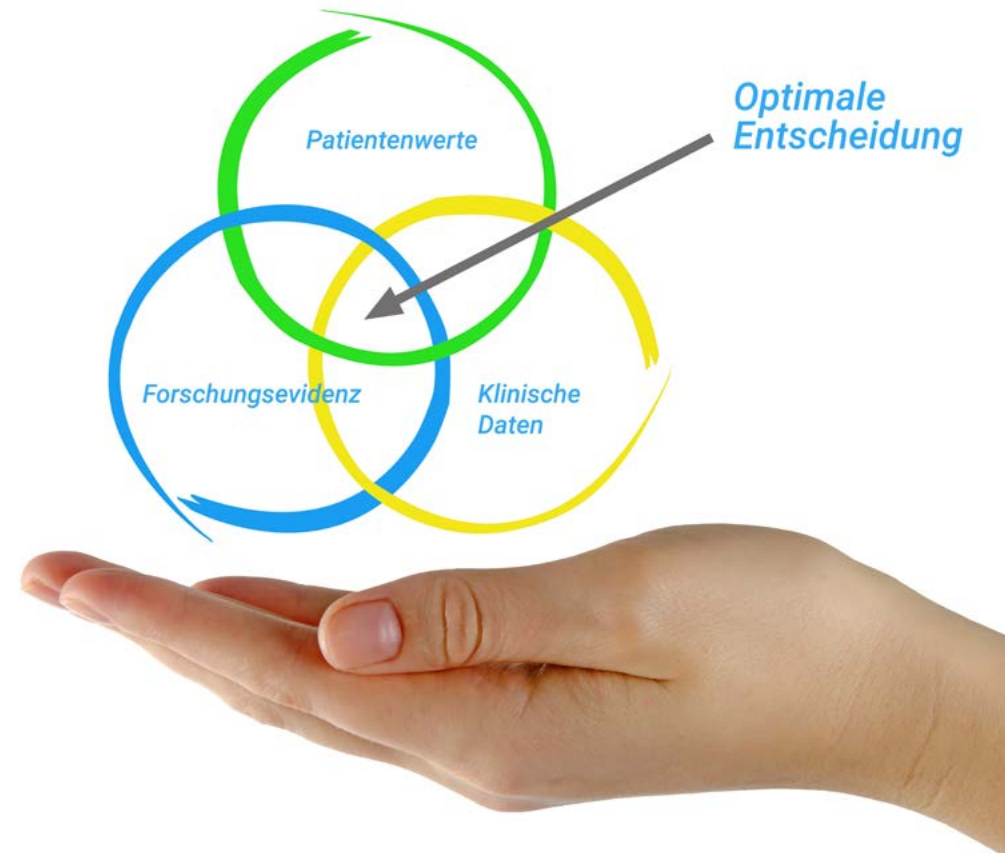 Patientenwerte
Optimale
Entscheidung
Forschungsevidenz
Klinische
Daten